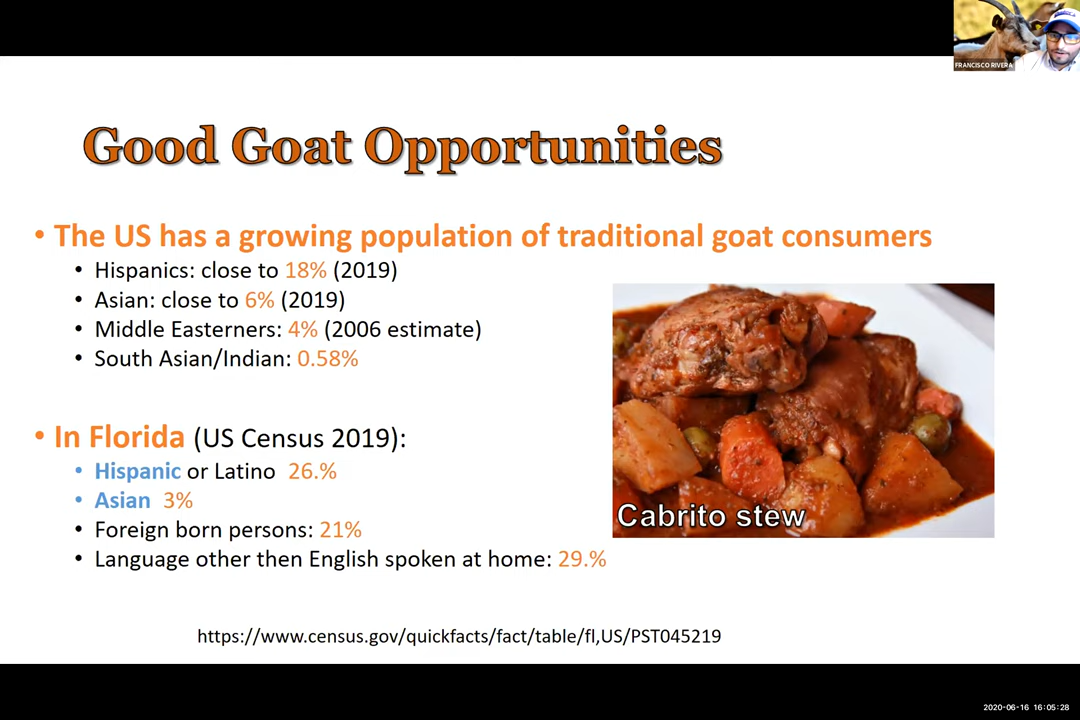 FRANCISCO RIVERA
Good Goat Opportunities
• The US has a growing population of traditional goat consumers
• Hispanics: close to 18% (2019)
• Asian: close to 6% (2019)
• Middle Easterners: 4% (2006 estimate)
• South Asian/Indian: 0.58%
• In Florida (US Census 2019):
• Hispanic or Latino 26.%
• Asian 3%
• Foreign born persons: 21%
• Language other then English spoken at home: 29.%
Cabrito stew
https://www.census.gov/quickfacts/fact/table/fl,US/PST045219
2020-06-16 16:05:28